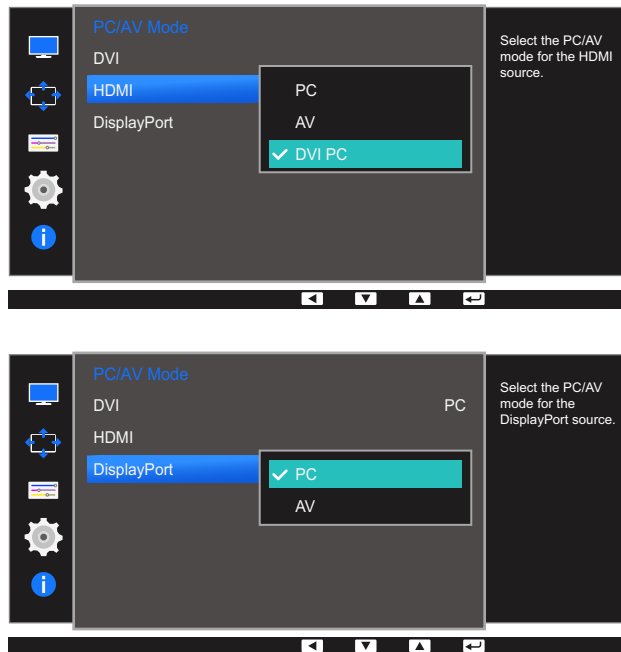 PC/AV Mode
DVI
HDMI
DisplayPort
PC
AV
DVI PC
Select the PC/AV
mode for the HDMI
source.
PC/AV Mode
DVI PC
HDMI
DisplayPort
PC
AV
Select the PC/AV
mode for the
DisplayPort source.